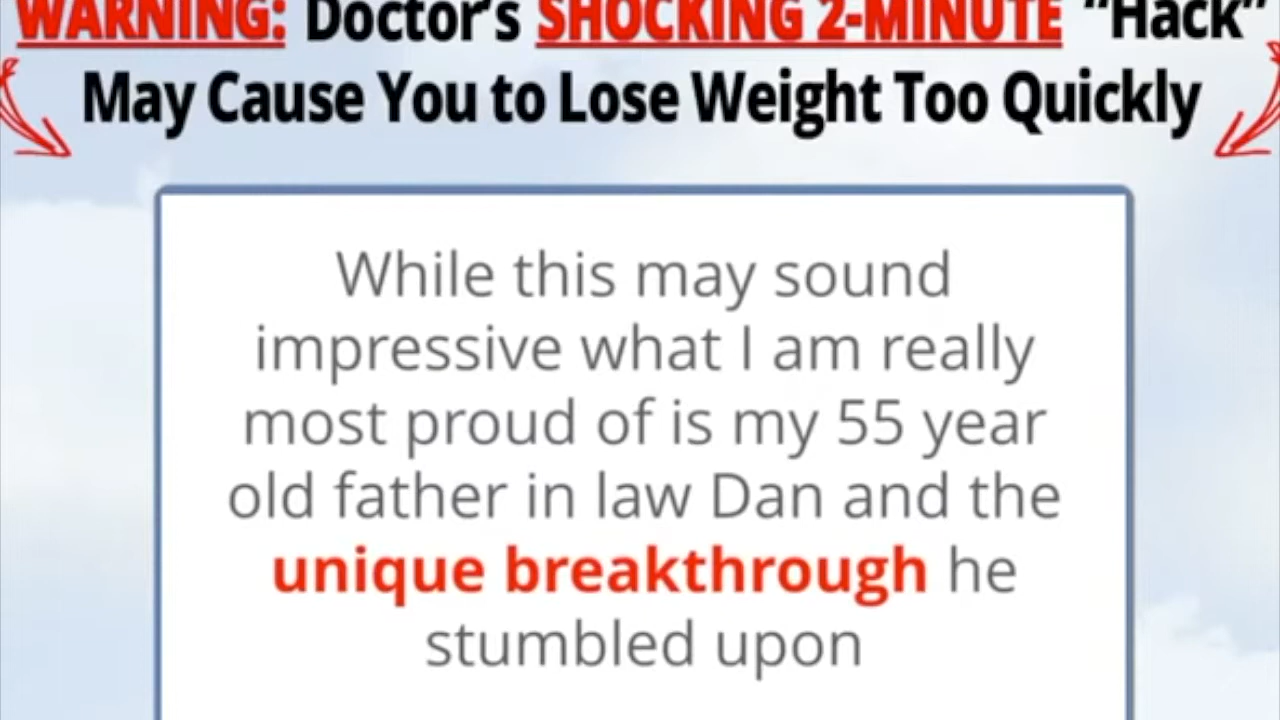 WARNING: Doctor's SHOCKING 2-MINUTE "Hack"
May Cause You to Lose Weight Too Quickly
While this may sound
impressive what I am really
most proud of is my 55 year
old father in law Dan and the
unique breakthrough he
stumbled upon